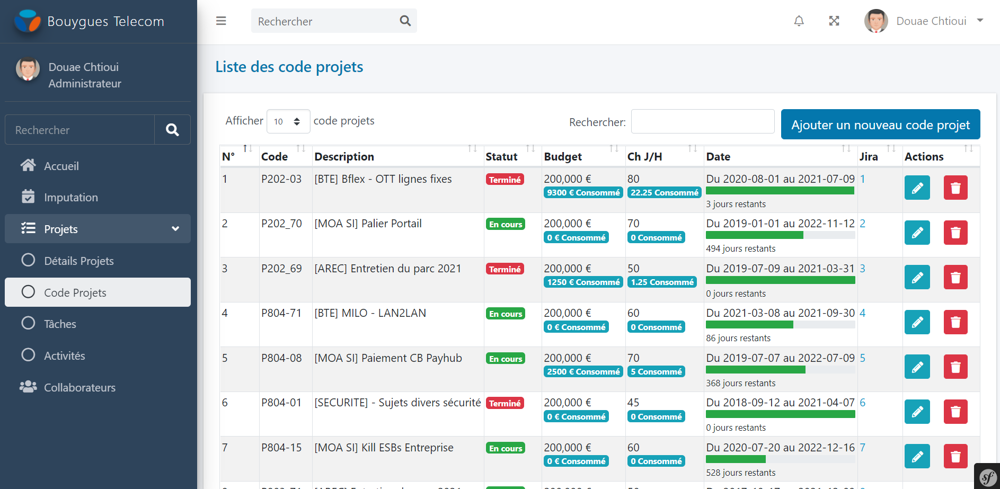 Bouygues Telecom
Rechercher
Douae Chtioui
Douae Chtioui
Administrateur
Rechercher
Accueil
Imputation
Projets
Détails Projets
Code Projets
Tâches
Activités
Collaborateurs
Liste des code projets
Afficher 10 code projets
Rechercher:
Ajouter un nouveau code projet
N° Code Description Statut Budget Ch J/H Date Jira Actions
1 P202-03 [BTE] Bflex - OTT lignes fixes Terminé 200,000 € 80 Du 2020-08-01 au 2021-07-09 1
9300 € Consommé 22.25 Consommé
3 jours restants
2 P202_70 [MOA SI] Palier Portail En cours 200,000 € 70 Du 2019-01-01 au 2022-11-12 2
0 € Consommé 0 Consommé
494 jours restants
3 P202_69 [AREC] Entretien du parc 2021 Terminé 200,000 € 50 Du 2019-07-09 au 2021-03-31 3
1250 € Consommé 1.25 Consommé
0 jours restants
4 P804-71 [BTE] MILO - LAN2LAN En cours 200,000 € 60 Du 2021-03-08 au 2021-09-30 4
0 € Consommé 0 Consommé
86 jours restants
5 P804-08 [MOA SI] Paiement CB Payhub En cours 200,000 € 70 Du 2019-07-07 au 2022-07-09 5
2500 € Consommé 5 Consommé
368 jours restants
6 P804-01 [SECURITE] - Sujets divers sécurité Terminé 200,000 € 45 Du 2018-09-12 au 2021-04-07 6
0 € Consommé 0 Consommé
0 jours restants
7 P804-15 [MOA SI] Kill ESBs Entreprise En cours 200,000 € 60 Du 2020-07-20 au 2022-12-16 7
0 € Consommé 0 Consommé
528 jours restants
sf